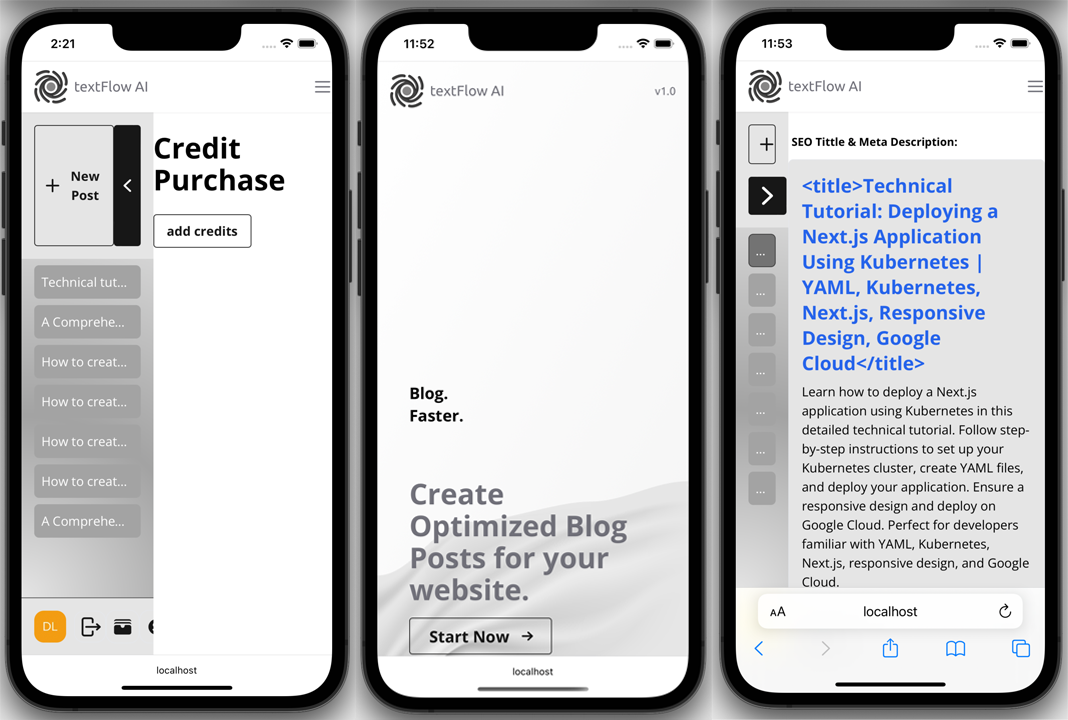 2:21
textFlow AI
New
Post
Credit
Purchase
add credits
Technical tut...
A Comprehe...
How to creat...
How to creat...
How to creat...
How to creat...
A Comprehe...
DL
localhost
11:52
textFlow AI
v1.0
Blog.
Faster.
Create
Optimized Blog
Posts for your
website.
Start Now
localhost
11:53
textFlow AI
SEO Tittle & Meta Description:
<title>Technical
Tutorial: Deploying a
Next.js Application
Using Kubernetes |
YAML, Kubernetes,
Next.js, Responsive
Design, Google
Cloud</title>
Learn how to deploy a Next.js
application using Kubernetes in this
detailed technical tutorial. Follow step-
by-step instructions to set up your
Kubernetes cluster, create YAML files,
and deploy your application. Ensure a
responsive design and deploy on
Google Cloud. Perfect for developers
familiar with YAML, Kubernetes,
Next.js, responsive design, and Google
Cloud.
...
...
...
...
...
...
...
AA
localhost